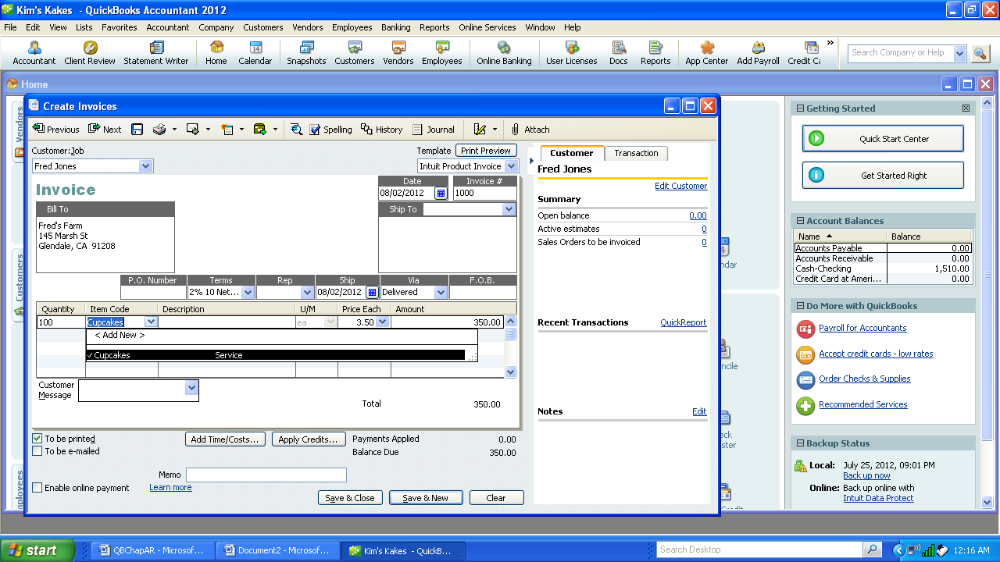 Kim's Kakes - QuickBooks Accountant 2012
File Edit View Lists Favorites Accountant Company Customers Vendors Employees Banking Reports Online Services Window Help
Accountant Client Review Statement Writer Home Calendar Snapshots Customers Vendors Employees Online Banking User Licenses Docs Reports App Center Add Payroll Credit Ca
Search Company or Help
Home
Vendors
Customers
ployees
Create Invoices
Previous Next Spelling History Journal Attach
Customer:Job
Template Print Preview
Fred Jones
Intuit Product Invoice
Invoice
Date Invoice #
08/02/2012 1000
Bill To
Ship To
Fred's Farm
145 Marsh St
Glendale, CA 91208
P.O. Number Terms Rep Ship Via F.O.B.
2% 10 Net... 08/02/2012 Delivered
Quantity Item Code Description U/M Price Each Amount
100 Cupcakes ea 3.50 350.00
< Add New >
✓Cupcakes Service
Customer
Message
Total 350.00
To be printed
To be e-mailed
Add Time/Costs... Apply Credits...
Payments Applied 0.00
Balance Due 350.00
Memo
Enable online payment Learn more
Save & Close Save & New Clear
Customer Transaction
Fred Jones
Edit Customer
Summary
Open balance 0.00
Active estimates 0
Sales Orders to be invoiced 0
Recent Transactions QuickReport
Notes Edit
ndar
ncile
eck
ster
Credit
Getting Started
Quick Start Center
Get Started Right
Account Balances
Name Balance
Accounts Payable 0.00
Accounts Receivable 0.00
Cash-Checking 1,510.00
Credit Card at Ameri... 0.00
Do More with QuickBooks
Payroll for Accountants
Accept credit cards - low rates
Order Checks & Supplies
Recommended Services
Backup Status
Local: July 25, 2012, 09:01 PM
Back up now
Online: Back up online with
Intuit Data Protect
start QBChapAR - Microsof... Document2 - Microsof... Kim's Kakes - QuickB... Search Desktop 12:16 AM